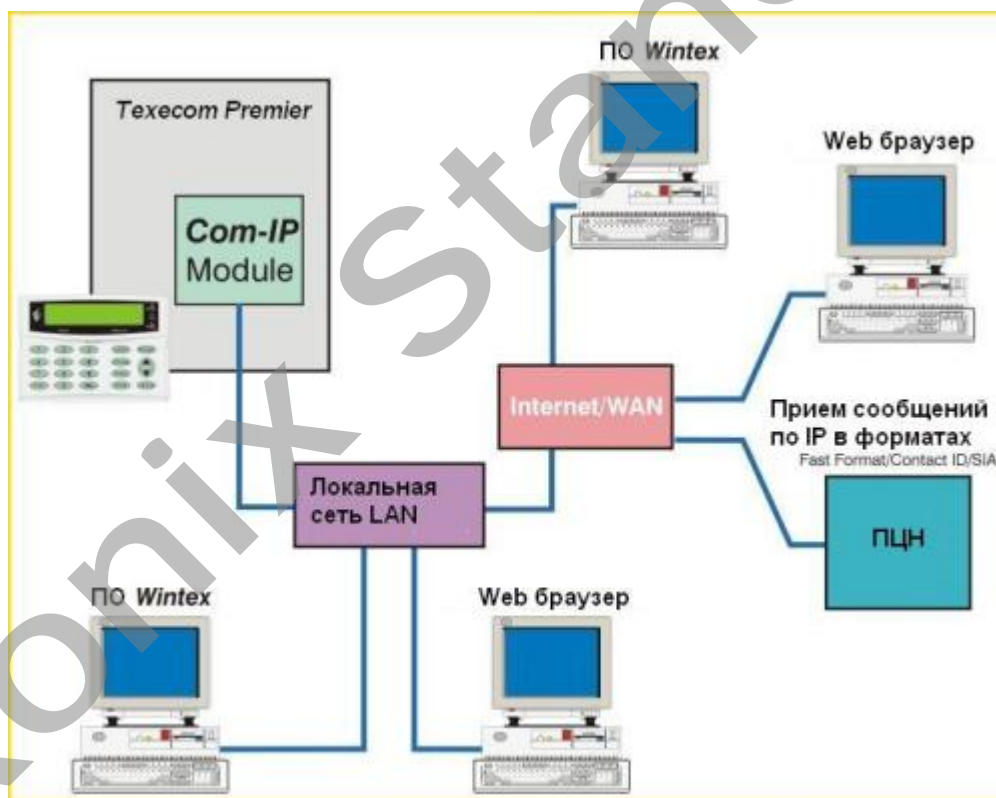 ПО Wintex
Texecom Premier
Web браузер
Com-IP
Module
Internet/WAN
Прием сообщений
по IP в форматах
Fast Format/Contact ID/SIA
Локальная
сеть LAN
ПЦН
ПО Wintex
Web браузер